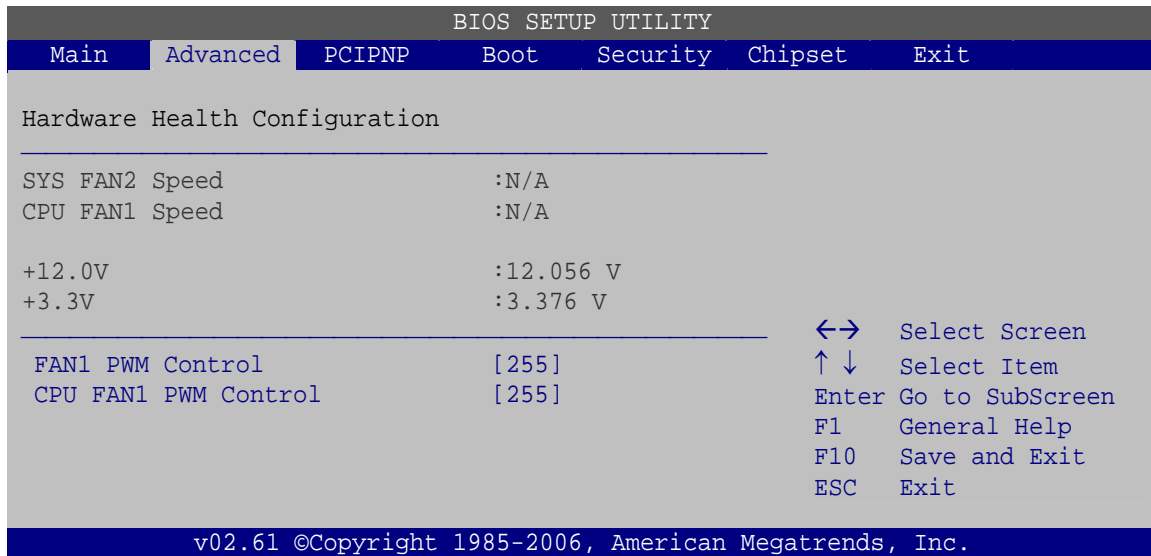 BIOS SETUP UTILITY
Main Advanced PCIPNP Boot Security Chipset Exit
Hardware Health Configuration
SYS FAN2 Speed :N/A
CPU FAN1 Speed :N/A
+12.0V :12.056 V
+3.3V :3.376 V
FAN1 PWM Control [255]
CPU FAN1 PWM Control [255]
←→ Select Screen
↑ ↓ Select Item
Enter Go to SubScreen
F1 General Help
F10 Save and Exit
ESC Exit
v02.61 ©Copyright 1985-2006, American Megatrends, Inc.